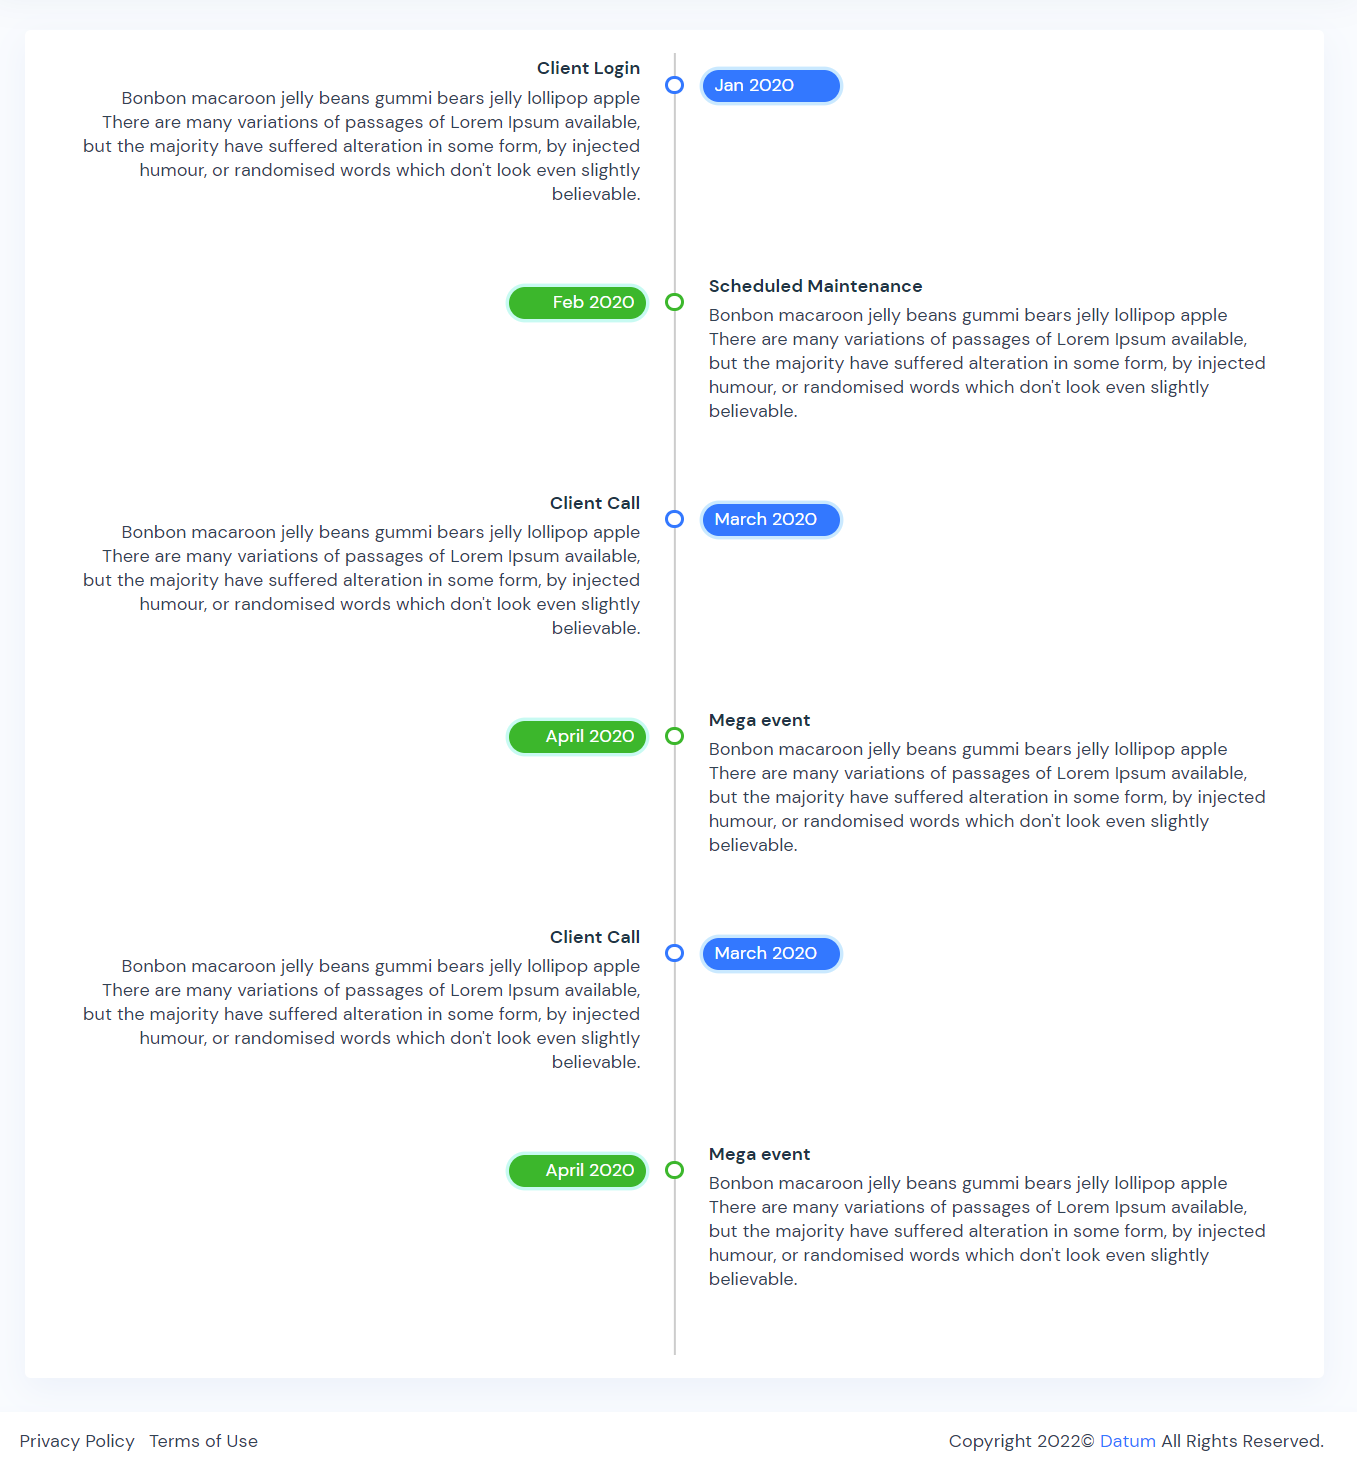 Client Login
Jan 2020
Bonbon macaroon jelly beans gummi bears jelly lollipop apple
There are many variations of passages of Lorem Ipsum available,
but the majority have suffered alteration in some form, by injected
humour, or randomised words which don't look even slightly
believable.
Feb 2020
Scheduled Maintenance
Bonbon macaroon jelly beans gummi bears jelly lollipop apple
There are many variations of passages of Lorem Ipsum available,
but the majority have suffered alteration in some form, by injected
humour, or randomised words which don't look even slightly
believable.
Client Call
March 2020
Bonbon macaroon jelly beans gummi bears jelly lollipop apple
There are many variations of passages of Lorem Ipsum available,
but the majority have suffered alteration in some form, by injected
humour, or randomised words which don't look even slightly
believable.
April 2020
Mega event
Bonbon macaroon jelly beans gummi bears jelly lollipop apple
There are many variations of passages of Lorem Ipsum available,
but the majority have suffered alteration in some form, by injected
humour, or randomised words which don't look even slightly
believable.
Client Call
March 2020
Bonbon macaroon jelly beans gummi bears jelly lollipop apple
There are many variations of passages of Lorem Ipsum available,
but the majority have suffered alteration in some form, by injected
humour, or randomised words which don't look even slightly
believable.
April 2020
Mega event
Bonbon macaroon jelly beans gummi bears jelly lollipop apple
There are many variations of passages of Lorem Ipsum available,
but the majority have suffered alteration in some form, by injected
humour, or randomised words which don't look even slightly
believable.
Privacy Policy Terms of Use
Copyright 2022© Datum All Rights Reserved.